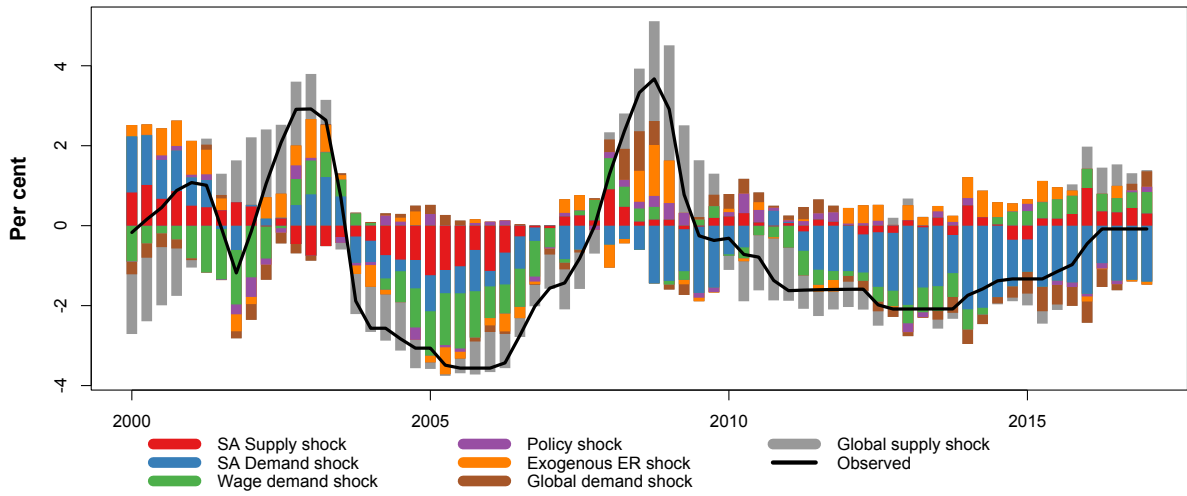 Per cent
4
2
0
-2
-4
2000 2005 2010 2015
SA Supply shock Policy shock Global supply shock
SA Demand shock Exogenous ER shock Observed
Wage demand shock Global demand shock